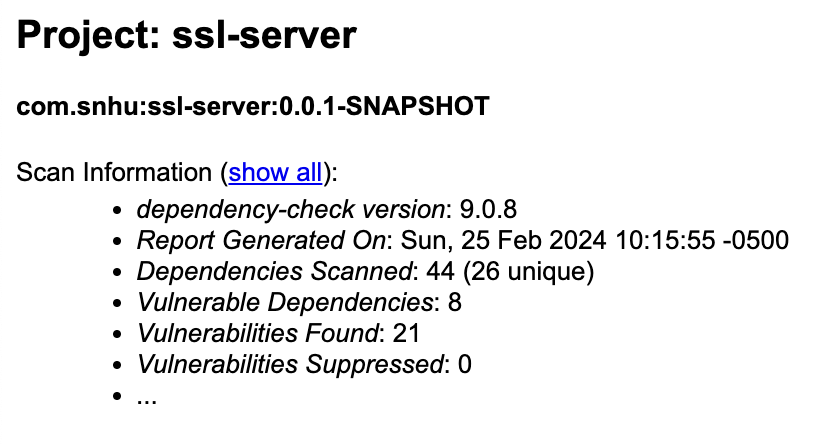 Project: ssl-server
com.snhu:ssl-server:0.0.1-SNAPSHOT
Scan Information (show all):
• dependency-check version: 9.0.8
• Report Generated On: Sun, 25 Feb 2024 10:15:55 -0500
• Dependencies Scanned: 44 (26 unique)
• Vulnerable Dependencies: 8
• Vulnerabilities Found: 21
• Vulnerabilities Suppressed: 0
• ...